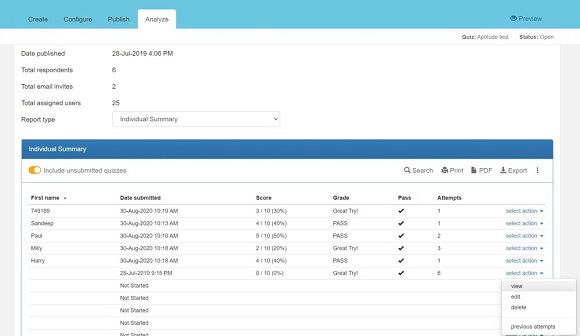 Create Configure Publish Analyze Preview
Quiz: Aptitude test Status: Open
Date published 28-Jul-2019 4:06 PM
Total respondents 6
Total email invites 2
Total assigned users 25
Report type Individual Summary
Individual Summary
Include unsubmitted quizzes Search Print PDF Export
First name Date submitted Score Grade Pass Attempts
749189 30-Aug-2020 10:19 AM 3 / 10 (30%) Great Try! 1 select action
Sandeep 30-Aug-2020 10:13 AM 4 / 10 (40%) PASS 1 select action
Paul 30-Aug-2020 10:10 AM 5 / 10 (50%) PASS 2 select action
Milly 30-Aug-2020 10:18 AM 2 / 10 (20%) Great Try! 3 select action
Harry 30-Aug-2020 10:18 AM 4 / 10 (40%) PASS 1 select action
28-Jul-2019 9:15 PM 0 / 10 (0%) Great Try! 6 select action
Not Started
view
Not Started
edit
Not Started
delete
Not Started
previous attempts
Not Started